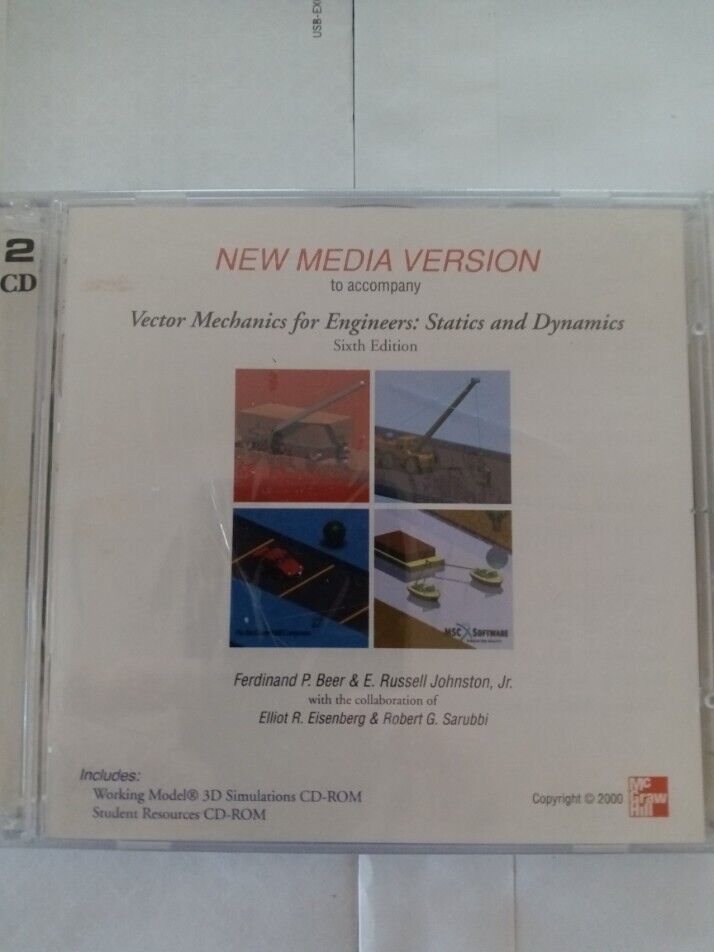 USB-EX
2
CD
NEW MEDIA VERSION
to accompany
Vector Mechanics for Engineers: Statics and Dynamics
Sixth Edition
MSC SOFTWARE
Ferdinand P. Beer & E. Russell Johnston, Jr.
with the collaboration of
Elliot R. Eisenberg & Robert G. Sarubbi
Includes:
Working Model® 3D Simulations CD-ROM
Student Resources CD-ROM
Copyright © 2000
Mc
Graw
Hill